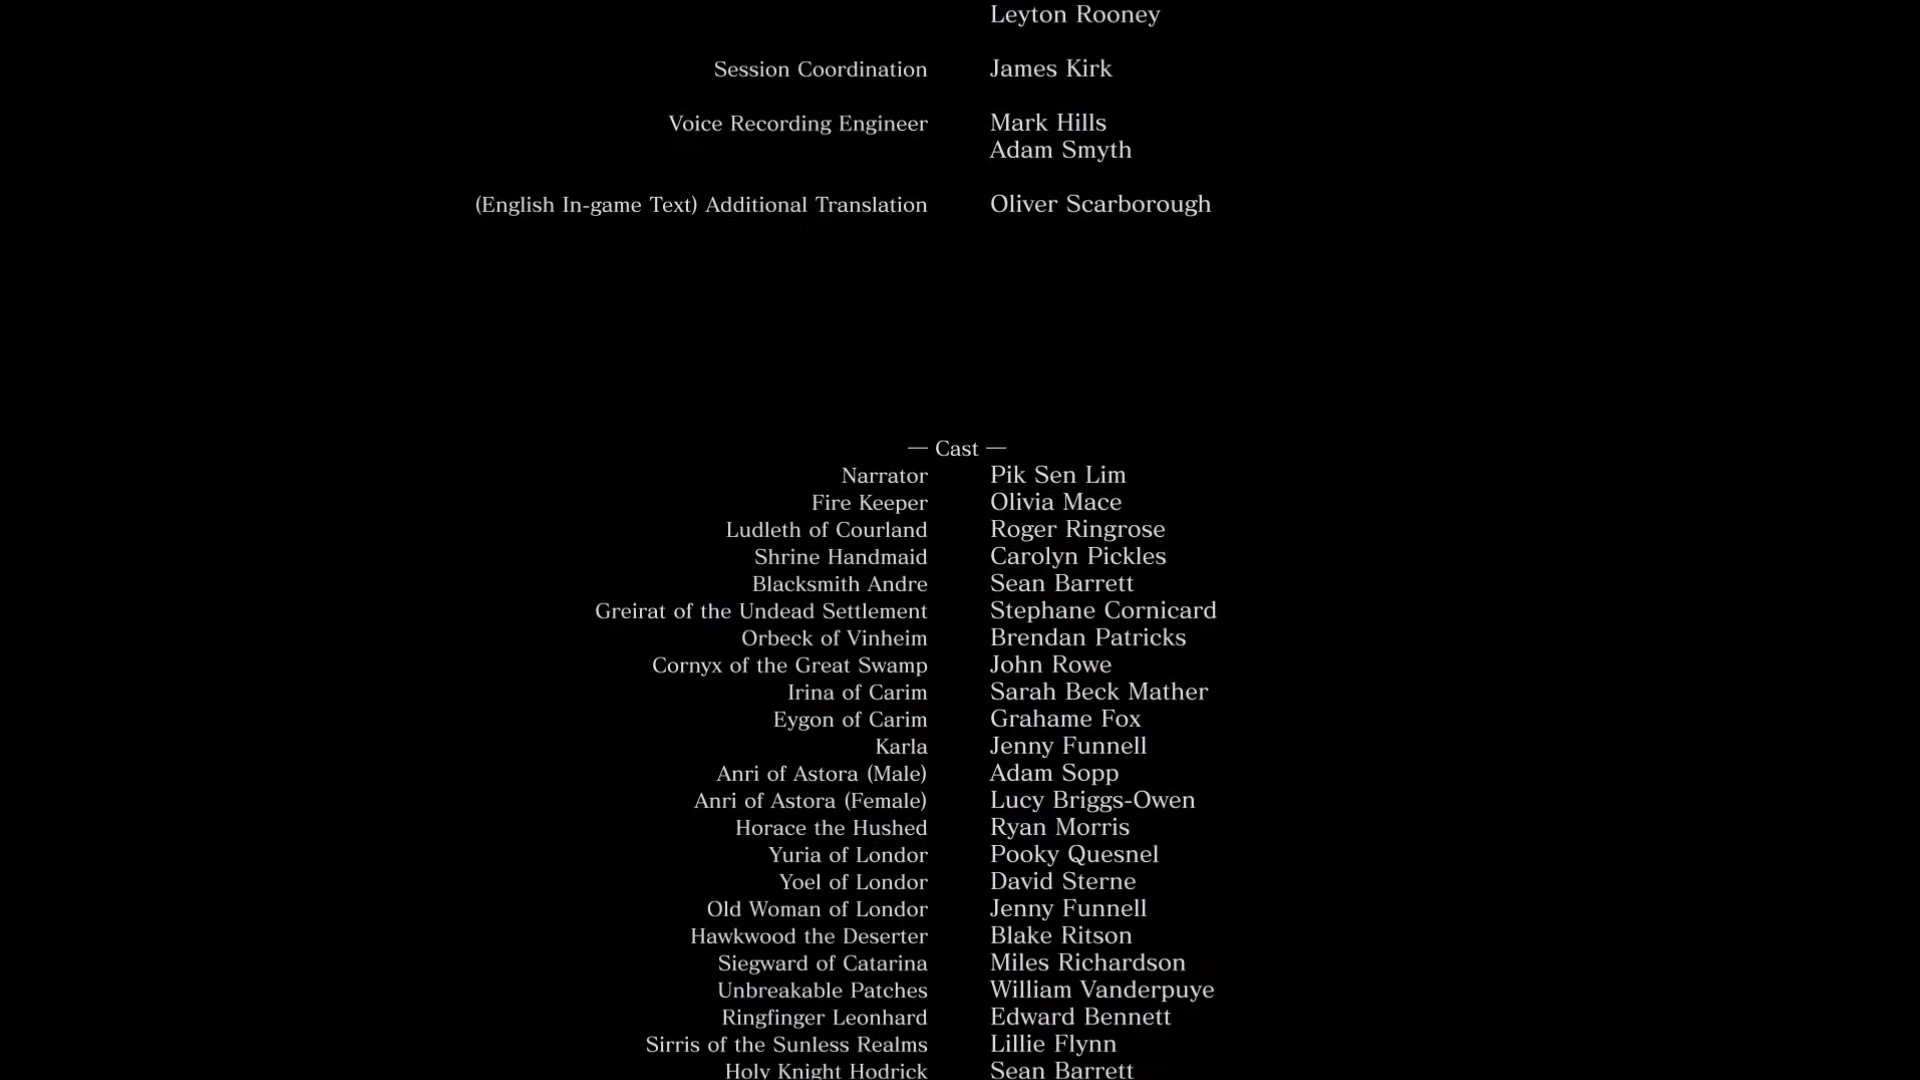 Leyton Rooney
Session Coordination James Kirk
Voice Recording Engineer Mark Hills
Adam Smyth
(English In-game Text) Additional Translation Oliver Scarborough
— Cast —
Narrator Pik Sen Lim
Fire Keeper Olivia Mace
Ludleth of Courland Roger Ringrose
Shrine Handmaid Carolyn Pickles
Blacksmith Andre Sean Barrett
Greirat of the Undead Settlement Stephane Cornicard
Orbeck of Vinheim Brendan Patricks
Cornyx of the Great Swamp John Rowe
Irina of Carim Sarah Beck Mather
Eygon of Carim Grahame Fox
Karla Jenny Funnell
Anri of Astora (Male) Adam Sopp
Anri of Astora (Female) Lucy Briggs-Owen
Horace the Hushed Ryan Morris
Yuria of Londor Pooky Quesnel
Yoel of Londor David Sterne
Old Woman of Londor Jenny Funnell
Hawkwood the Deserter Blake Ritson
Siegward of Catarina Miles Richardson
Unbreakable Patches William Vanderpuye
Ringfinger Leonhard Edward Bennett
Sirris of the Sunless Realms Lillie Flynn
Holy Knight Hodrick Sean Barrett